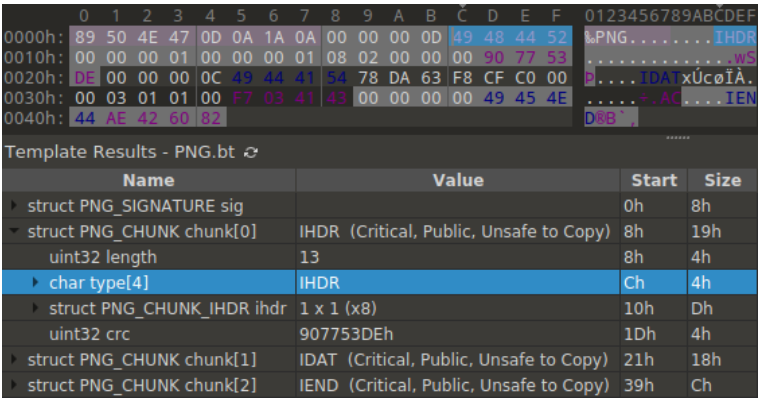 0 1 2 3 4 5 6 7 8 9 A B C D E F 0123456789ABCDEF
0000h: 89 50 4E 47 0D 0A 1A 0A 00 00 00 0D 49 48 44 52 ‰PNG........IHDR
0010h: 00 00 00 01 00 00 00 01 08 02 00 00 00 90 77 53 ..............wS
0020h: DE 00 00 00 0C 49 44 41 54 78 DA 63 F8 CF C0 00 Þ....IDATxÚcøÏÀ.
0030h: 00 03 01 01 00 F7 03 41 43 00 00 00 00 49 45 4E .....÷.AC....IEN
0040h: 44 AE 42 60 82 D®B`‚
Template Results - PNG.bt
Name Value Start Size
struct PNG_SIGNATURE sig 0h 8h
struct PNG_CHUNK chunk[0] IHDR (Critical, Public, Unsafe to Copy) 8h 19h
uint32 length 13 8h 4h
char type[4] IHDR Ch 4h
struct PNG_CHUNK_IHDR ihdr 1 x 1 (x8) 10h Dh
uint32 crc 907753DEh 1Dh 4h
struct PNG_CHUNK chunk[1] IDAT (Critical, Public, Unsafe to Copy) 21h 18h
struct PNG_CHUNK chunk[2] IEND (Critical, Public, Unsafe to Copy) 39h Ch